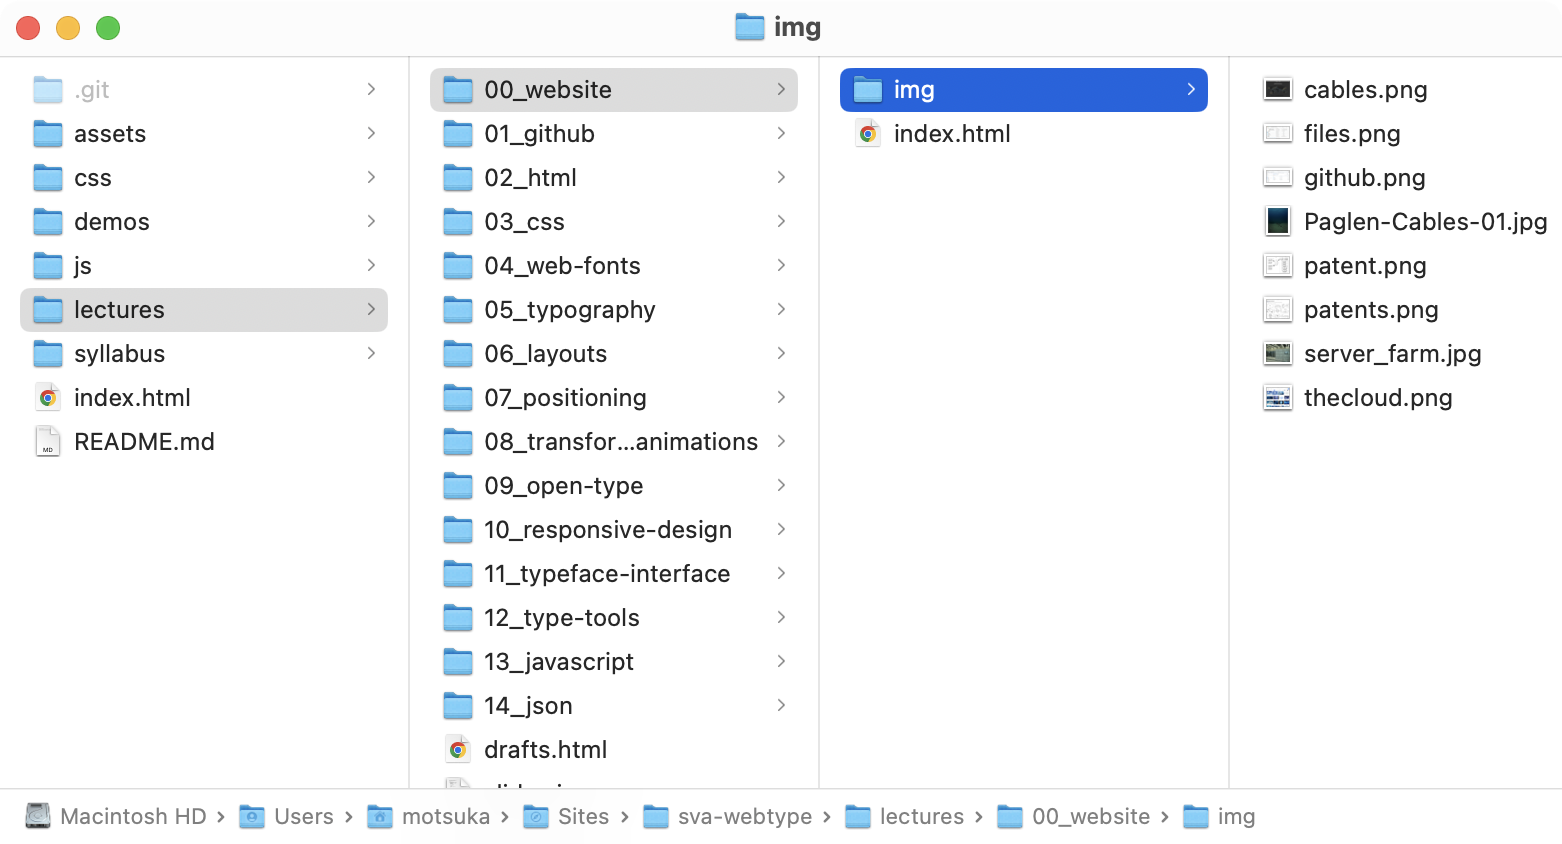 img
.git
assets
css
demos
js
lectures
syllabus
index.html
README.md
00_website
01_github
02_html
03_css
04_web-fonts
05_typography
06_layouts
07_positioning
08_transfor...animations
09_open-type
10_responsive-design
11_typeface-interface
12_type-tools
13_javascript
14_json
drafts.html
img
index.html
cables.png
files.png
github.png
Paglen-Cables-01.jpg
patent.png
patents.png
server_farm.jpg
thecloud.png
Macintosh HD › Users › motsuka › Sites › sva-webtype › lectures › 00_website › img